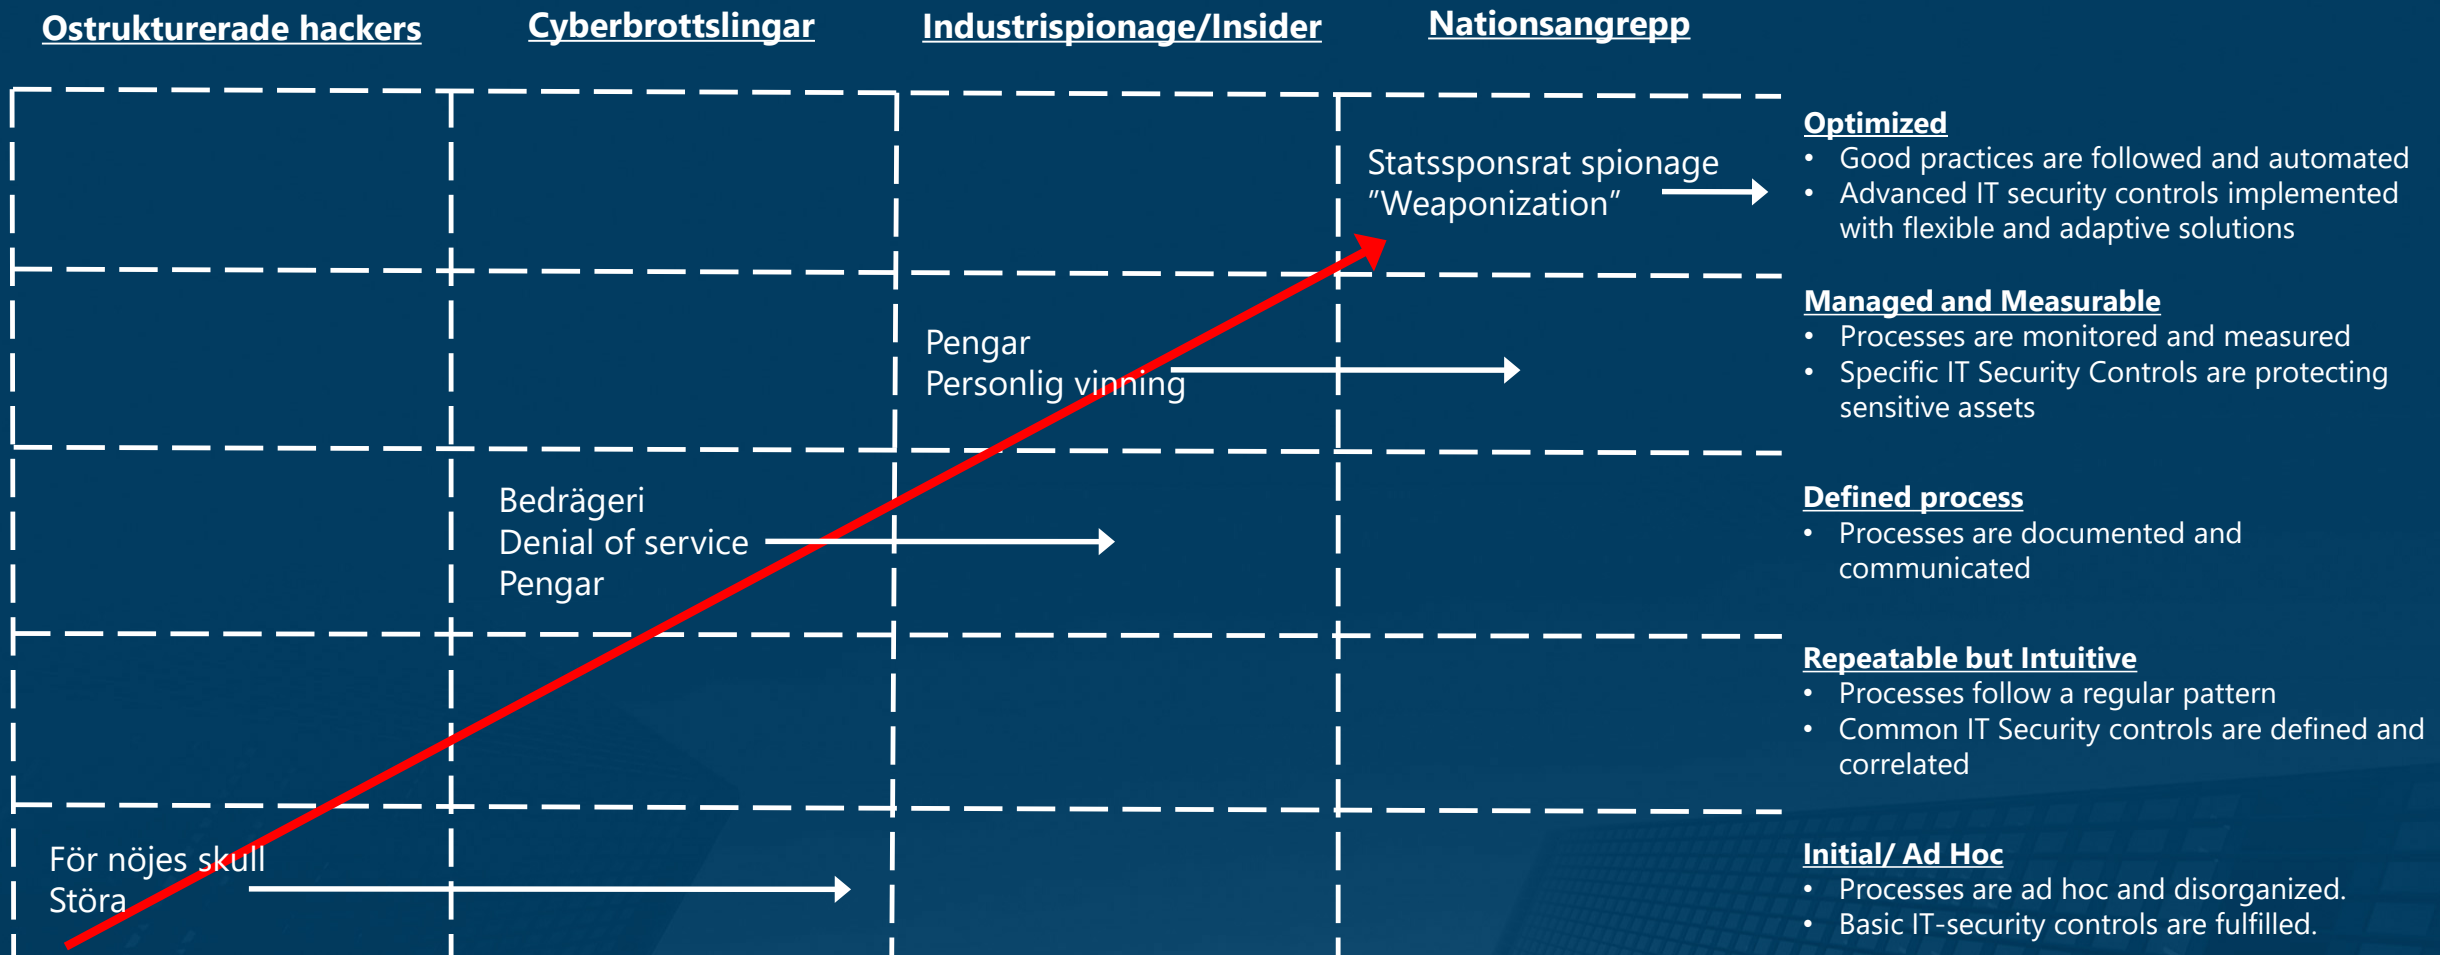 Ostrukturerade hackers
Cyberbrottslingar
Industrispionage/Insider
Nationsangrepp
Statssponsrat spionage
"Weaponization"
Optimized
• Good practices are followed and automated
• Advanced IT security controls implemented
with flexible and adaptive solutions
Pengar
Personlig vinning
Managed and Measurable
• Processes are monitored and measured
• Specific IT Security Controls are protecting
sensitive assets
Bedrägeri
Denial of service
Pengar
Defined process
• Processes are documented and
communicated
Repeatable but Intuitive
• Processes follow a regular pattern
• Common IT Security controls are defined and
correlated
För nöjes skull
Störa
Initial/ Ad Hoc
• Processes are ad hoc and disorganized.
• Basic IT-security controls are fulfilled.